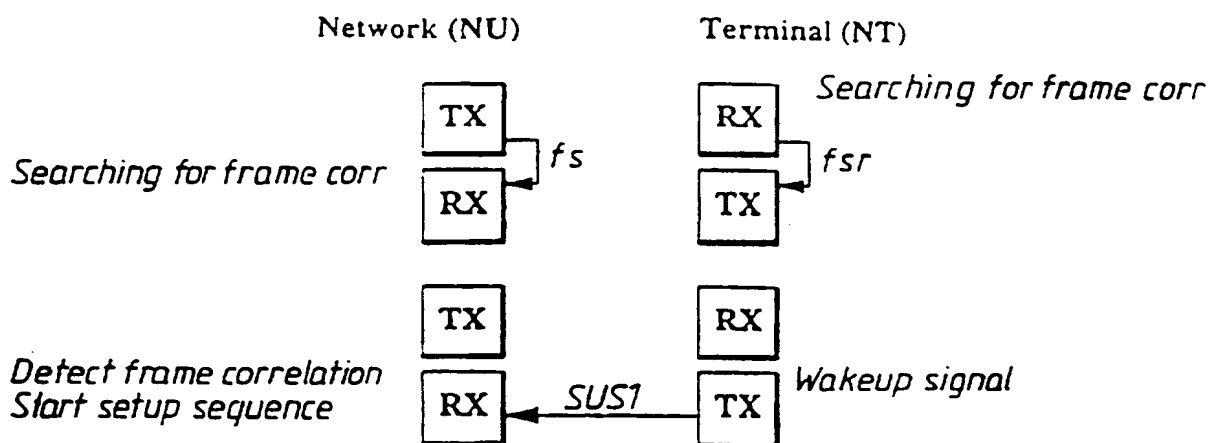 Network (NU) Terminal (NT)
TX RX Searching for frame corr
fs fsr
Searching for frame corr
RX TX
TX RX
Detect frame correlation
Start setup sequence
RX SUS1 TX Wakeup signal